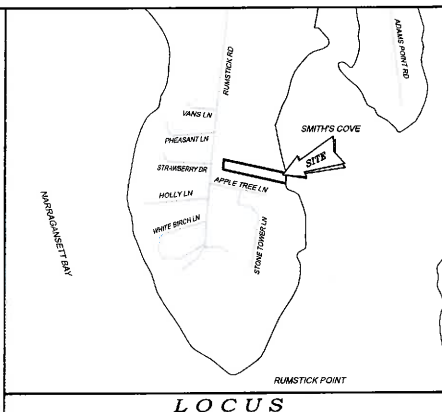 RUMSTICK RD
ADAMS POINT RD
VANS LN
SMITH'S COVE
PHEASANT LN
SITE
STRAWBERRY DR
APPLE TREE LN
HOLLY LN
NARRAGANSETT BAY
WHITE BIRCH LN
STONE TOWER LN
RUMSTICK POINT
LOCUS